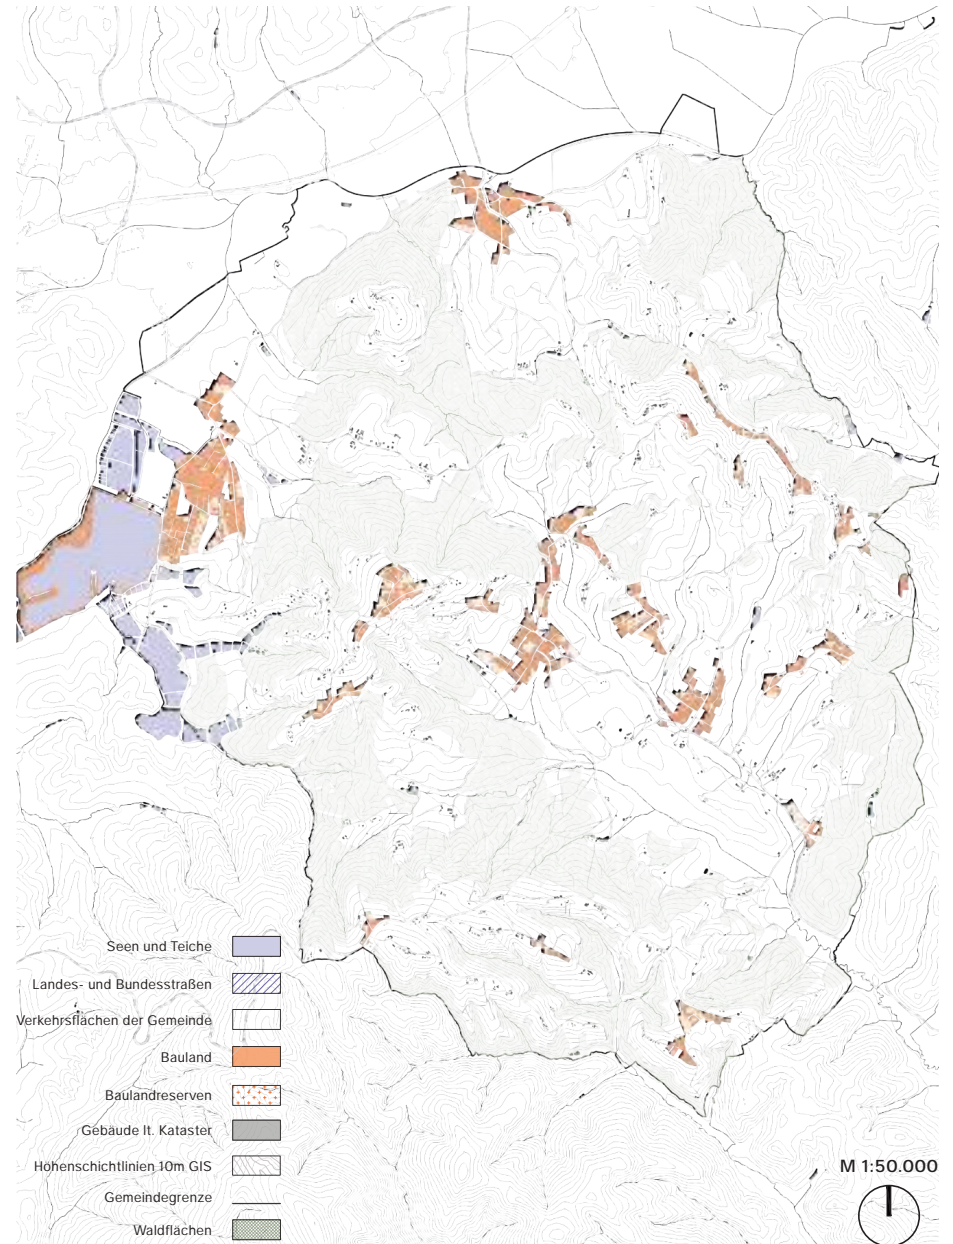 Seen und Teiche
Landes- und Bundesstraßen
Verkehrsflächen der Gemeinde
Bauland
Baulandreserven
Gebäude lt. Kataster
Höhenschichtlinien 10m GIS
Gemeindegrenze
Waldflächen
M 1:50.000